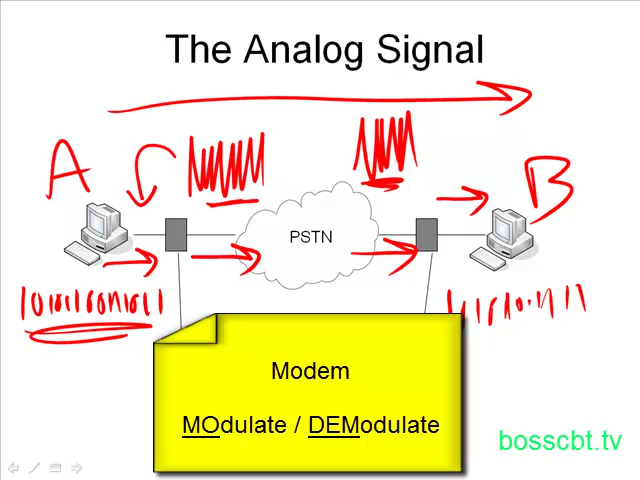 The Analog Signal
A
B
PSTN
Modem
MOdulate / DEModulate
bosscbt.tv